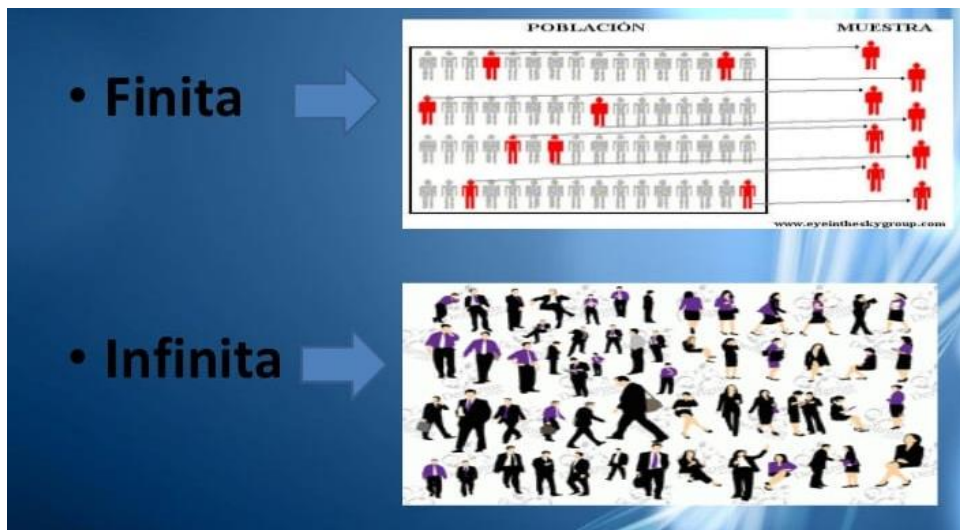 POBLACIÓN MUESTRA
• Finita
www.eyeintheskygroup.com
• Infinita